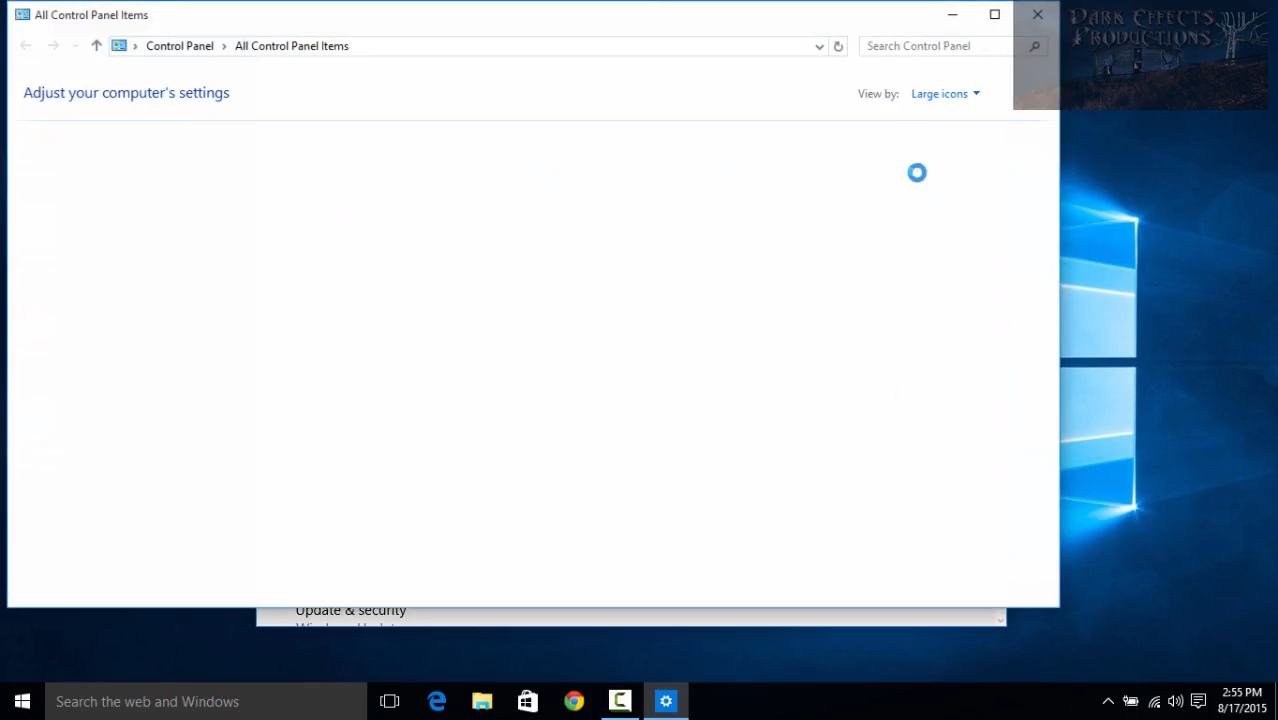 All Control Panel Items
DARK EFFECTS
PRODUCTIONS
Control Panel > All Control Panel Items
Search Control Panel
Adjust your computer's settings
View by: Large icons
Update & security
Search the web and Windows
2:55 PM
8/17/2015